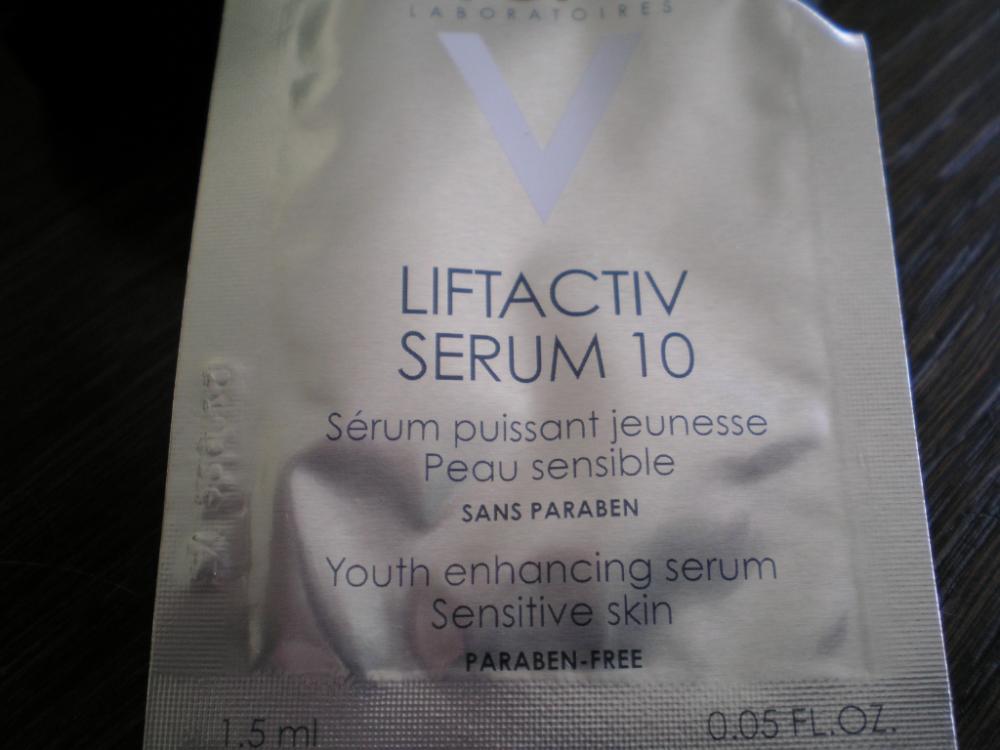 LABORATOIRES
V
LIFTACTIV
SERUM 10
Sérum puissant jeunesse
Peau sensible
SANS PARABEN
Youth enhancing serum
Sensitive skin
PARABEN-FREE
1.5 ml 0.05 FL.OZ.